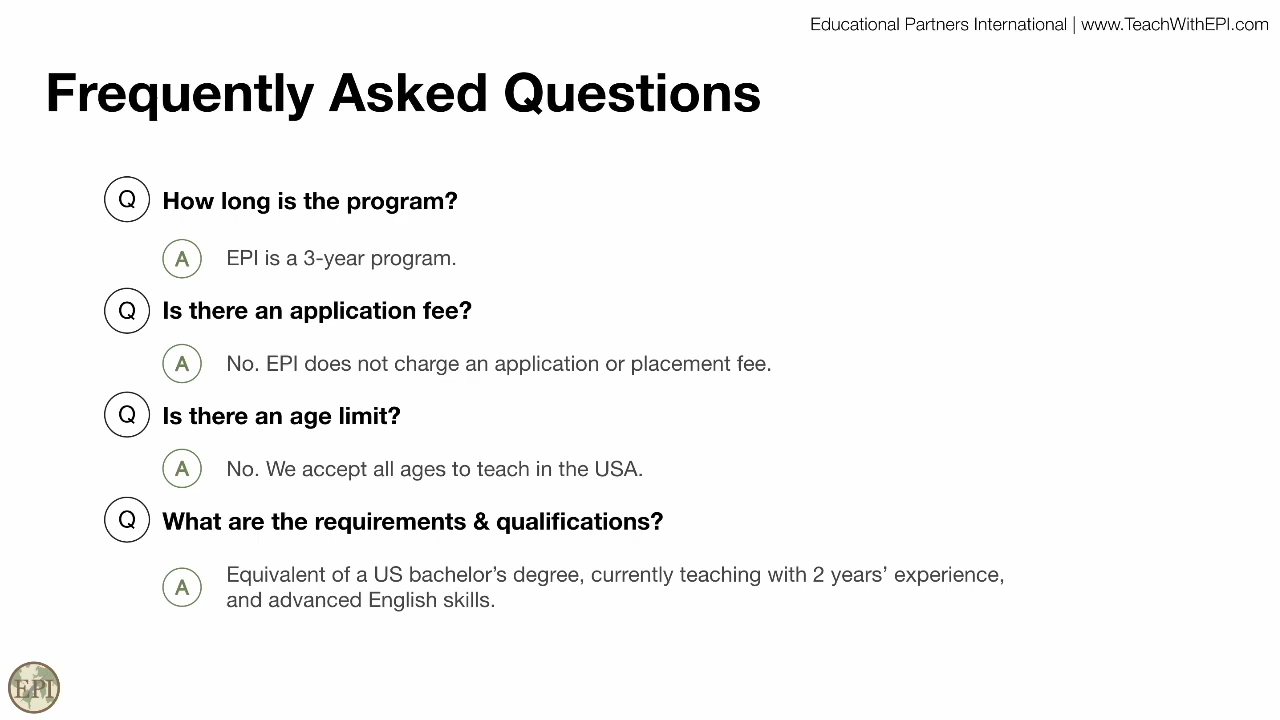 Educational Partners International | www.TeachWithEPI.com
Frequently Asked Questions
Q How long is the program?
A EPI is a 3-year program.
Q Is there an application fee?
A No. EPI does not charge an application or placement fee.
Q Is there an age limit?
A No. We accept all ages to teach in the USA.
Q What are the requirements & qualifications?
A Equivalent of a US bachelor’s degree, currently teaching with 2 years’ experience,
and advanced English skills.
EPI